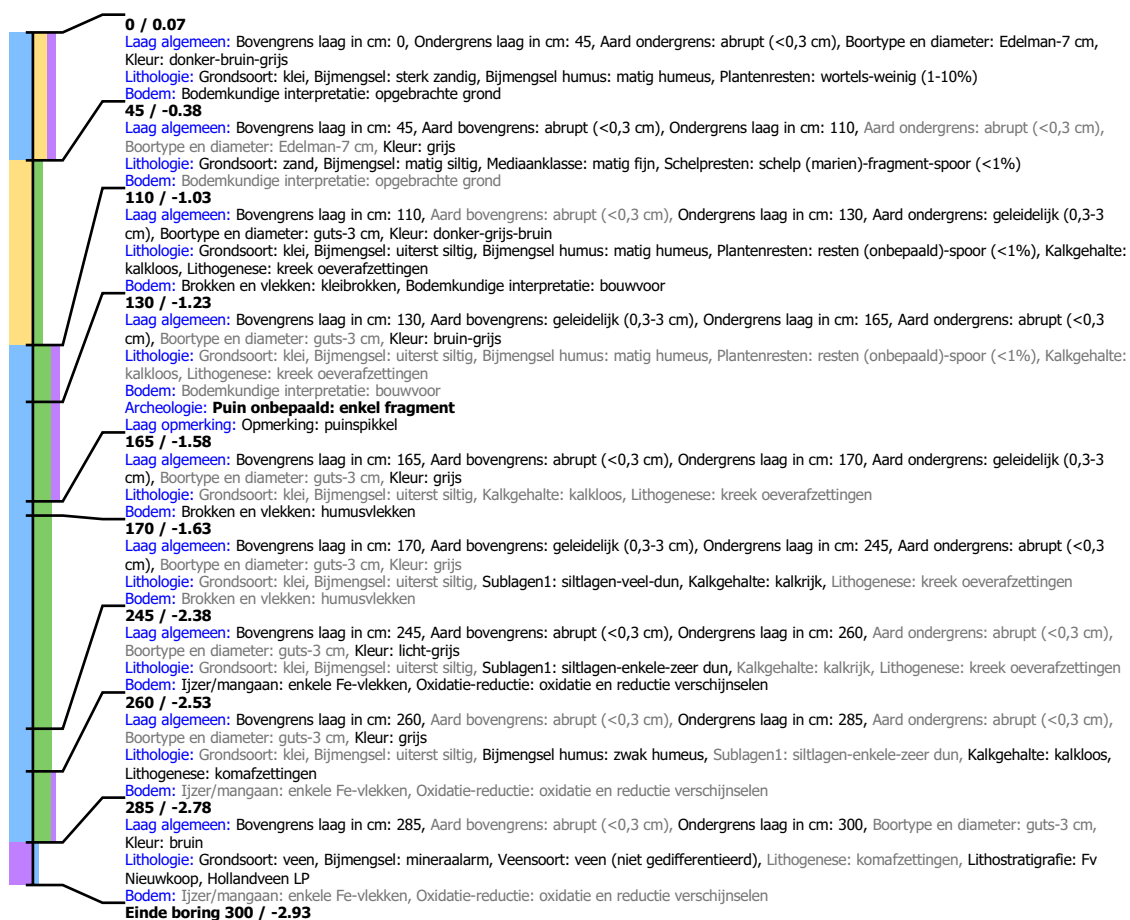 0 / 0.07
Laag algemeen: Bovengrens laag in cm: 0, Ondergrens laag in cm: 45, Aard ondergrens: abrupt (<0,3 cm), Boortype en diameter: Edelman-7 cm,
Kleur: donker-bruin-grijs
Lithologie: Grondsoort: klei, Bijmengsel: sterk zandig, Bijmengsel humus: matig humeus, Plantenresten: wortels-weinig (1-10%)
Bodem: Bodemkundige interpretatie: opgebrachte grond
45 / -0.38
Laag algemeen: Bovengrens laag in cm: 45, Aard bovengrens: abrupt (<0,3 cm), Ondergrens laag in cm: 110, Aard ondergrens: abrupt (<0,3 cm),
Boortype en diameter: Edelman-7 cm, Kleur: grijs
Lithologie: Grondsoort: zand, Bijmengsel: matig siltig, Mediaanklasse: matig fijn, Schelpresten: schelp (marien)-fragment-spoor (<1%)
Bodem: Bodemkundige interpretatie: opgebrachte grond
110 / -1.03
Laag algemeen: Bovengrens laag in cm: 110, Aard bovengrens: abrupt (<0,3 cm), Ondergrens laag in cm: 130, Aard ondergrens: geleidelijk (0,3-3
cm), Boortype en diameter: guts-3 cm, Kleur: donker-grijs-bruin
Lithologie: Grondsoort: klei, Bijmengsel: uiterst siltig, Bijmengsel humus: matig humeus, Plantenresten: resten (onbepaald)-spoor (<1%), Kalkgehalte:
kalkloos, Lithogenese: kreek oeverafzettingen
Bodem: Brokken en vlekken: kleibrokken, Bodemkundige interpretatie: bouwvoor
130 / -1.23
Laag algemeen: Bovengrens laag in cm: 130, Aard bovengrens: geleidelijk (0,3-3 cm), Ondergrens laag in cm: 165, Aard ondergrens: abrupt (<0,3
cm), Boortype en diameter: guts-3 cm, Kleur: bruin-grijs
Lithologie: Grondsoort: klei, Bijmengsel: uiterst siltig, Bijmengsel humus: matig humeus, Plantenresten: resten (onbepaald)-spoor (<1%), Kalkgehalte:
kalkloos, Lithogenese: kreek oeverafzettingen
Bodem: Bodemkundige interpretatie: bouwvoor
Archeologie: Puin onbepaald: enkel fragment
Laag opmerking: Opmerking: puinspikkel
165 / -1.58
Laag algemeen: Bovengrens laag in cm: 165, Aard bovengrens: abrupt (<0,3 cm), Ondergrens laag in cm: 170, Aard ondergrens: geleidelijk (0,3-3
cm), Boortype en diameter: guts-3 cm, Kleur: grijs
Lithologie: Grondsoort: klei, Bijmengsel: uiterst siltig, Kalkgehalte: kalkloos, Lithogenese: kreek oeverafzettingen
Bodem: Brokken en vlekken: humusvlekken
170 / -1.63
Laag algemeen: Bovengrens laag in cm: 170, Aard bovengrens: geleidelijk (0,3-3 cm), Ondergrens laag in cm: 245, Aard ondergrens: abrupt (<0,3
cm), Boortype en diameter: guts-3 cm, Kleur: grijs
Lithologie: Grondsoort: klei, Bijmengsel: uiterst siltig, Sublagen1: siltlagen-veel-dun, Kalkgehalte: kalkrijk, Lithogenese: kreek oeverafzettingen
Bodem: Brokken en vlekken: humusvlekken
245 / -2.38
Laag algemeen: Bovengrens laag in cm: 245, Aard bovengrens: abrupt (<0,3 cm), Ondergrens laag in cm: 260, Aard ondergrens: abrupt (<0,3 cm),
Boortype en diameter: guts-3 cm, Kleur: licht-grijs
Lithologie: Grondsoort: klei, Bijmengsel: uiterst siltig, Sublagen1: siltlagen-enkele-zeer dun, Kalkgehalte: kalkrijk, Lithogenese: kreek oeverafzettingen
Bodem: Ijzer/mangaan: enkele Fe-vlekken, Oxidatie-reductie: oxidatie en reductie verschijnselen
260 / -2.53
Laag algemeen: Bovengrens laag in cm: 260, Aard bovengrens: abrupt (<0,3 cm), Ondergrens laag in cm: 285, Aard ondergrens: abrupt (<0,3 cm),
Boortype en diameter: guts-3 cm, Kleur: grijs
Lithologie: Grondsoort: klei, Bijmengsel: uiterst siltig, Bijmengsel humus: zwak humeus, Sublagen1: siltlagen-enkele-zeer dun, Kalkgehalte: kalkloos,
Lithogenese: komafzettingen
Bodem: Ijzer/mangaan: enkele Fe-vlekken, Oxidatie-reductie: oxidatie en reductie verschijnselen
285 / -2.78
Laag algemeen: Bovengrens laag in cm: 285, Aard bovengrens: abrupt (<0,3 cm), Ondergrens laag in cm: 300, Boortype en diameter: guts-3 cm,
Kleur: bruin
Lithologie: Grondsoort: veen, Bijmengsel: mineraalarm, Veensoort: veen (niet gedifferentieerd), Lithogenese: komafzettingen, Lithostratigrafie: Fv
Nieuwkoop, Hollandveen LP
Bodem: Ijzer/mangaan: enkele Fe-vlekken, Oxidatie-reductie: oxidatie en reductie verschijnselen
Einde boring 300 / -2.93